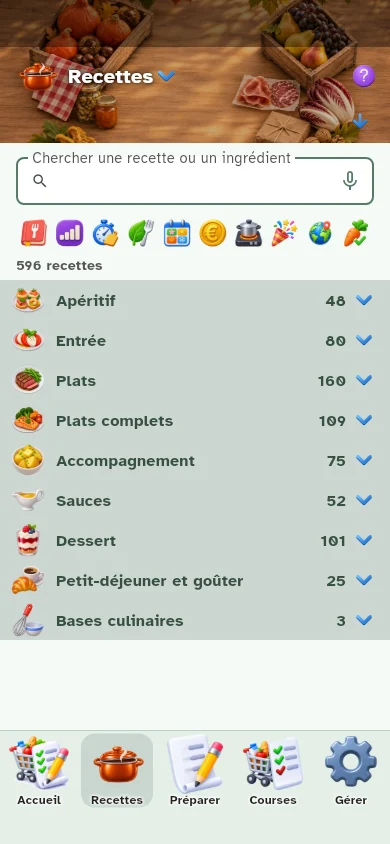 Recettes
?
Chercher une recette ou un ingrédient
596 recettes
Apéritif 48
Entrée 80
Plats 160
Plats complets 109
Accompagnement 75
Sauces 52
Dessert 101
Petit-déjeuner et goûter 25
Bases culinaires 3
Accueil Recettes Préparer Courses Gérer